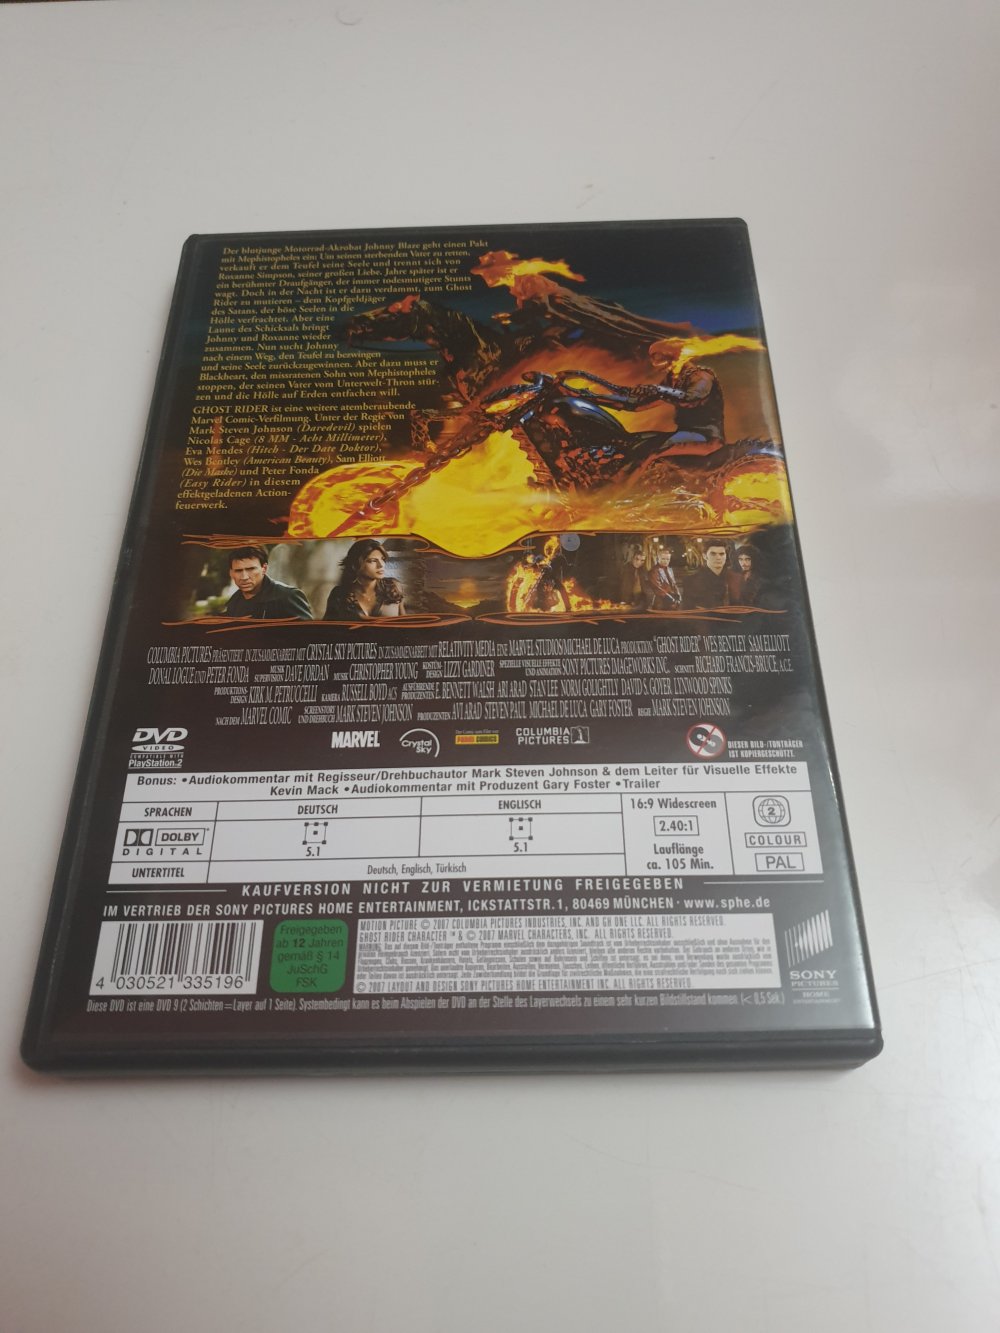 Der blutjunge Motorrad-Akrobat Johnny Blaze geht einen Pakt
mit Mephistopheles ein: Um seinen sterbenden Vater zu retten,
verkauft er dem Teufel seine Seele und trennt sich von
Roxanne Simpson, seiner großen Liebe. Jahre später ist er
ein berühmter Draufgänger, der immer todesmutigere Stunts
wagt. Doch in der Nacht ist er dazu verdammt, zum Ghost
Rider zu mutieren – dem Kopfgeldjäger
des Satans, der böse Seelen in die
Hölle verfrachtet. Aber eine
Laune des Schicksals bringt
Johnny und Roxanne wieder
zusammen. Nun sucht Johnny
nach einem Weg, den Teufel zu bezwingen
und seine Seele zurückzugewinnen. Aber dazu muss er
Blackheart, den missratenen Sohn von Mephistopheles
stoppen, der seinen Vater vom Unterwelt-Thron stür-
zen und die Hölle auf Erden entfachen will.
GHOST RIDER ist eine weitere atemberaubende
Marvel Comic-Verfilmung. Unter der Regie von
Mark Steven Johnson (Daredevil) spielen
Nicolas Cage (8 MM - Acht Millimeter),
Eva Mendes (Hitch - Der Date Doktor),
Wes Bentley (American Beauty), Sam Elliott
(Die Maske) und Peter Fonda
(Easy Rider) in diesem
effektgeladenen Action-
feuerwerk.
COLUMBIA PICTURES PRÄSENTIERT IN ZUSAMMENARBEIT MIT CRYSTAL SKY PICTURES IN ZUSAMMENARBEIT MIT RELATIVITY MEDIA EINE MARVEL STUDIOS/MICHAEL DE LUCA PRODUKTION "GHOST RIDER" WES BENTLEY SAM ELLIOTT
DONAL LOGUE UND PETER FONDA MUSIK SUPERVISION DAVE JORDAN MUSIK CHRISTOPHER YOUNG KOSTÜM-DESIGN LIZZY GARDINER SPEZIELLE VISUELLE EFFEKTE UND ANIMATION SONY PICTURES IMAGEWORKS INC. SCHNITT RICHARD FRANCIS-BRUCE, A.C.E.
PRODUKTIONS-DESIGN KIRK M. PETRUCCELLI KAMERA RUSSELL BOYD ACS AUSFÜHRENDE PRODUZENTEN E. BENNETT WALSH ARI ARAD STAN LEE NORM GOLIGHTLY DAVID S. GOYER LYNWOOD SPINKS
NACH DEM MARVEL COMIC SCREENSTORY UND DREHBUCH MARK STEVEN JOHNSON PRODUZENTEN AVI ARAD STEVEN PAUL MICHAEL DE LUCA GARY FOSTER REGIE MARK STEVEN JOHNSON
DVD
VIDEO
COMPATIBLE WITH
PlayStation.2
MARVEL
Crystal Sky
PANINI COMICS
COLUMBIA PICTURES
DIESER BILD-/TONTRÄGER
IST KOPIERGESCHÜTZT.
Bonus: •Audiokommentar mit Regisseur/Drehbuchautor Mark Steven Johnson & dem Leiter für Visuelle Effekte
Kevin Mack •Audiokommentar mit Produzent Gary Foster •Trailer
SPRACHEN DEUTSCH ENGLISCH
DOLBY
DIGITAL
5.1 5.1
UNTERTITEL Deutsch, Englisch, Türkisch
16:9 Widescreen
2.40:1
Lauflänge
ca. 105 Min.
2
COLOUR
PAL
KAUFVERSION NICHT ZUR VERMIETUNG FREIGEGEBEN
IM VERTRIEB DER SONY PICTURES HOME ENTERTAINMENT, ICKSTATTSTR.1, 80469 MÜNCHEN · www.sphe.de
4 030521 335196
Freigegeben
ab 12 Jahren
gemäß § 14
JuSchG
FSK
MOTION PICTURE © 2007 COLUMBIA PICTURES INDUSTRIES, INC. AND GH ONE LLC. ALL RIGHTS RESERVED.
GHOST RIDER CHARACTER ™ & © 2007 MARVEL CHARACTERS, INC. ALL RIGHTS RESERVED.
© 2007 LAYOUT AND DESIGN SONY PICTURES HOME ENTERTAINMENT INC. ALL RIGHTS RESERVED.
SONY
PICTURES
HOME
ENTERTAINMENT
Diese DVD ist eine DVD 9 (2 Schichten – Layer auf 1 Seite). Systembedingt kann es beim Abspielen der DVD an der Stelle des Layerwechsels zu einem sehr kurzen Bildstillstand kommen (< 0,5 Sek.)